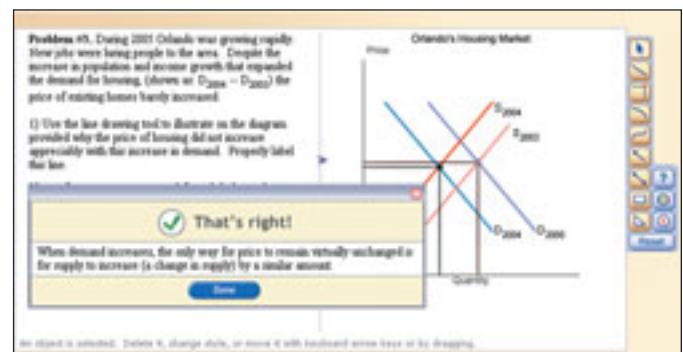 Problem #3. During 2003 Orlando was growing rapidly.
New jobs were luring people to the area. Despite the
increase in population and income growth that expanded
the demand for housing, (shown as D2004 – D2003) the
price of existing homes barely increased.
1) Use the line drawing tool to illustrate on the diagram
provided why the price of housing did not increase
appreciably with this increase in demand. Properly label
this line.
Orlando's Housing Market
Price
S2004
S2003
D2004
D2000
Quantity
That's right!
When demand increases, the only way for price to remain virtually unchanged is
for supply to increase (a change in supply) by a similar amount.
Done
?
Reset
An object is selected. Delete it, change style, or move it with keyboard arrow keys or by dragging.